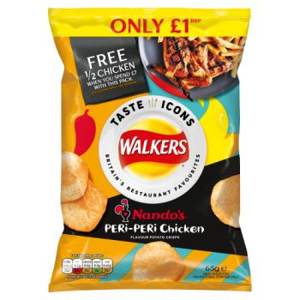 ONLY £1 RRP
FREE
1/2 CHICKEN
WHEN YOU SPEND £7
WITH THIS PACK.
TASTE ICONS
WALKERS
BRITAIN'S RESTAURANT FAVOURITES
Nando's
PERi-PERi Chicken
FLAVOUR POTATO CRISPS
65g e